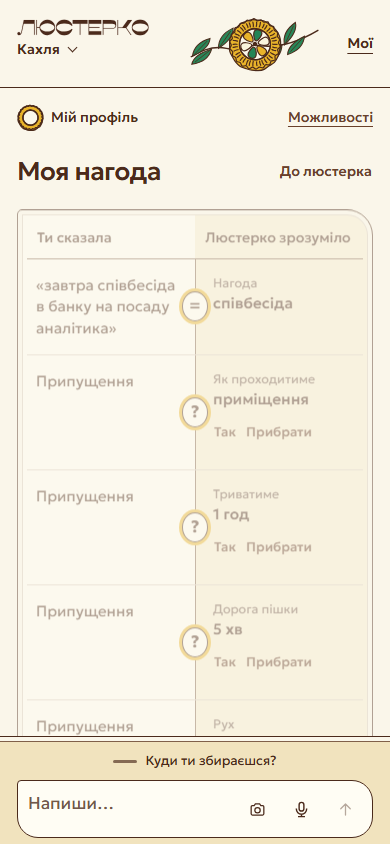 ЛЮСТЕРКО
Кахля
Мої
Мій профіль
Можливості
Моя нагода
До люстерка
Ти сказала
Люстерко зрозуміло
«завтра співбесіда
в банку на посаду
аналітика»
=
Нагода
співбесіда
Припущення
?
Як проходитиме
приміщення
Так Прибрати
Припущення
?
Триватиме
1 год
Так Прибрати
Припущення
?
Дорога пішки
5 хв
Так Прибрати
Припущення
Рух
Куди ти збираєшся?
Напиши...